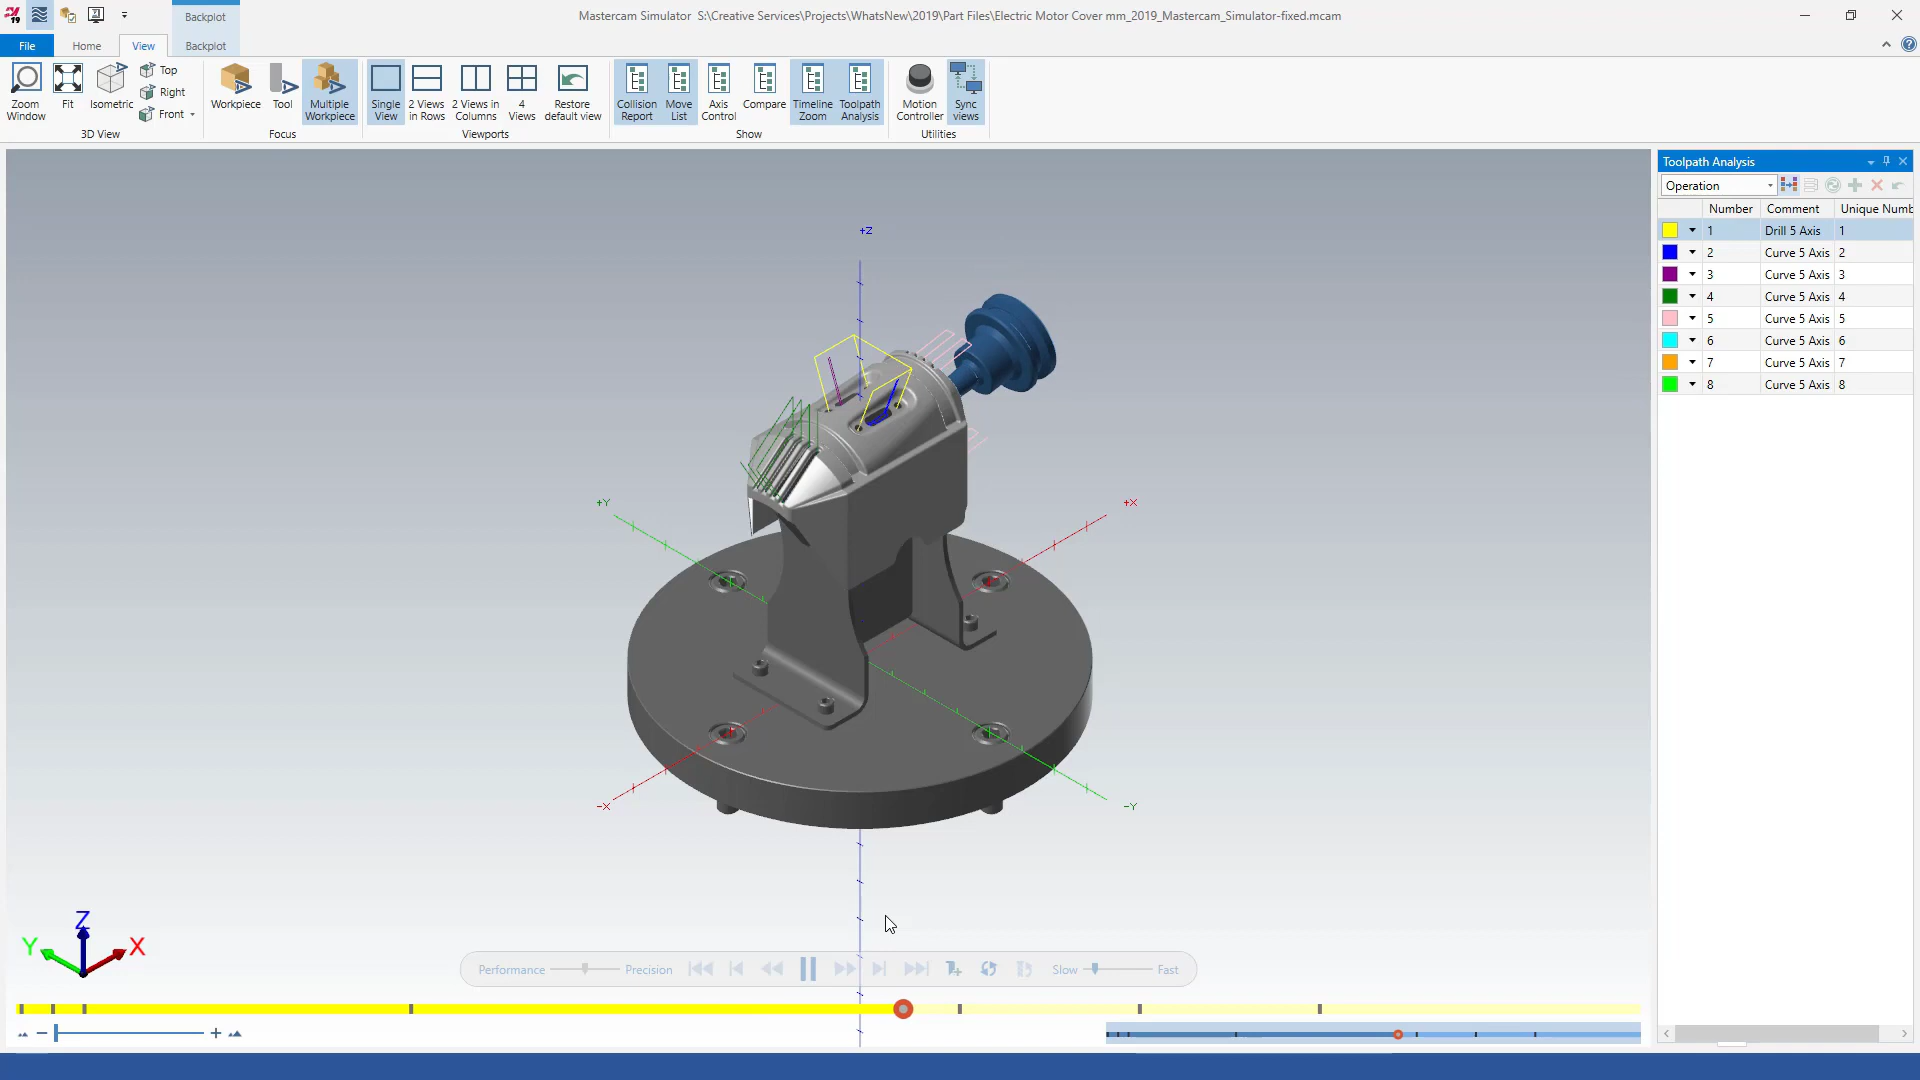 Backplot
Mastercam Simulator S:\Creative Services\Projects\WhatsNew\2019\Part Files\Electric Motor Cover mm_2019_Mastercam_Simulator-fixed.mcam
File Home View Backplot
Zoom Window
Fit
Isometric
Top
Right
Front
3D View
Workpiece
Tool
Multiple Workpiece
Focus
Single View
2 Views in Rows
2 Views in Columns
4 Views
Restore default view
Viewports
Collision Report
Move List
Axis Control
Compare
Timeline Zoom
Toolpath Analysis
Show
Motion Controller
Sync views
Utilities
Toolpath Analysis
Operation
Number Comment Unique Numb
1 Drill 5 Axis 1
2 Curve 5 Axis 2
3 Curve 5 Axis 3
4 Curve 5 Axis 4
5 Curve 5 Axis 5
6 Curve 5 Axis 6
7 Curve 5 Axis 7
8 Curve 5 Axis 8
+Z
+Y
+X
-X
-Y
Z
Y
X
Performance Precision Slow Fast